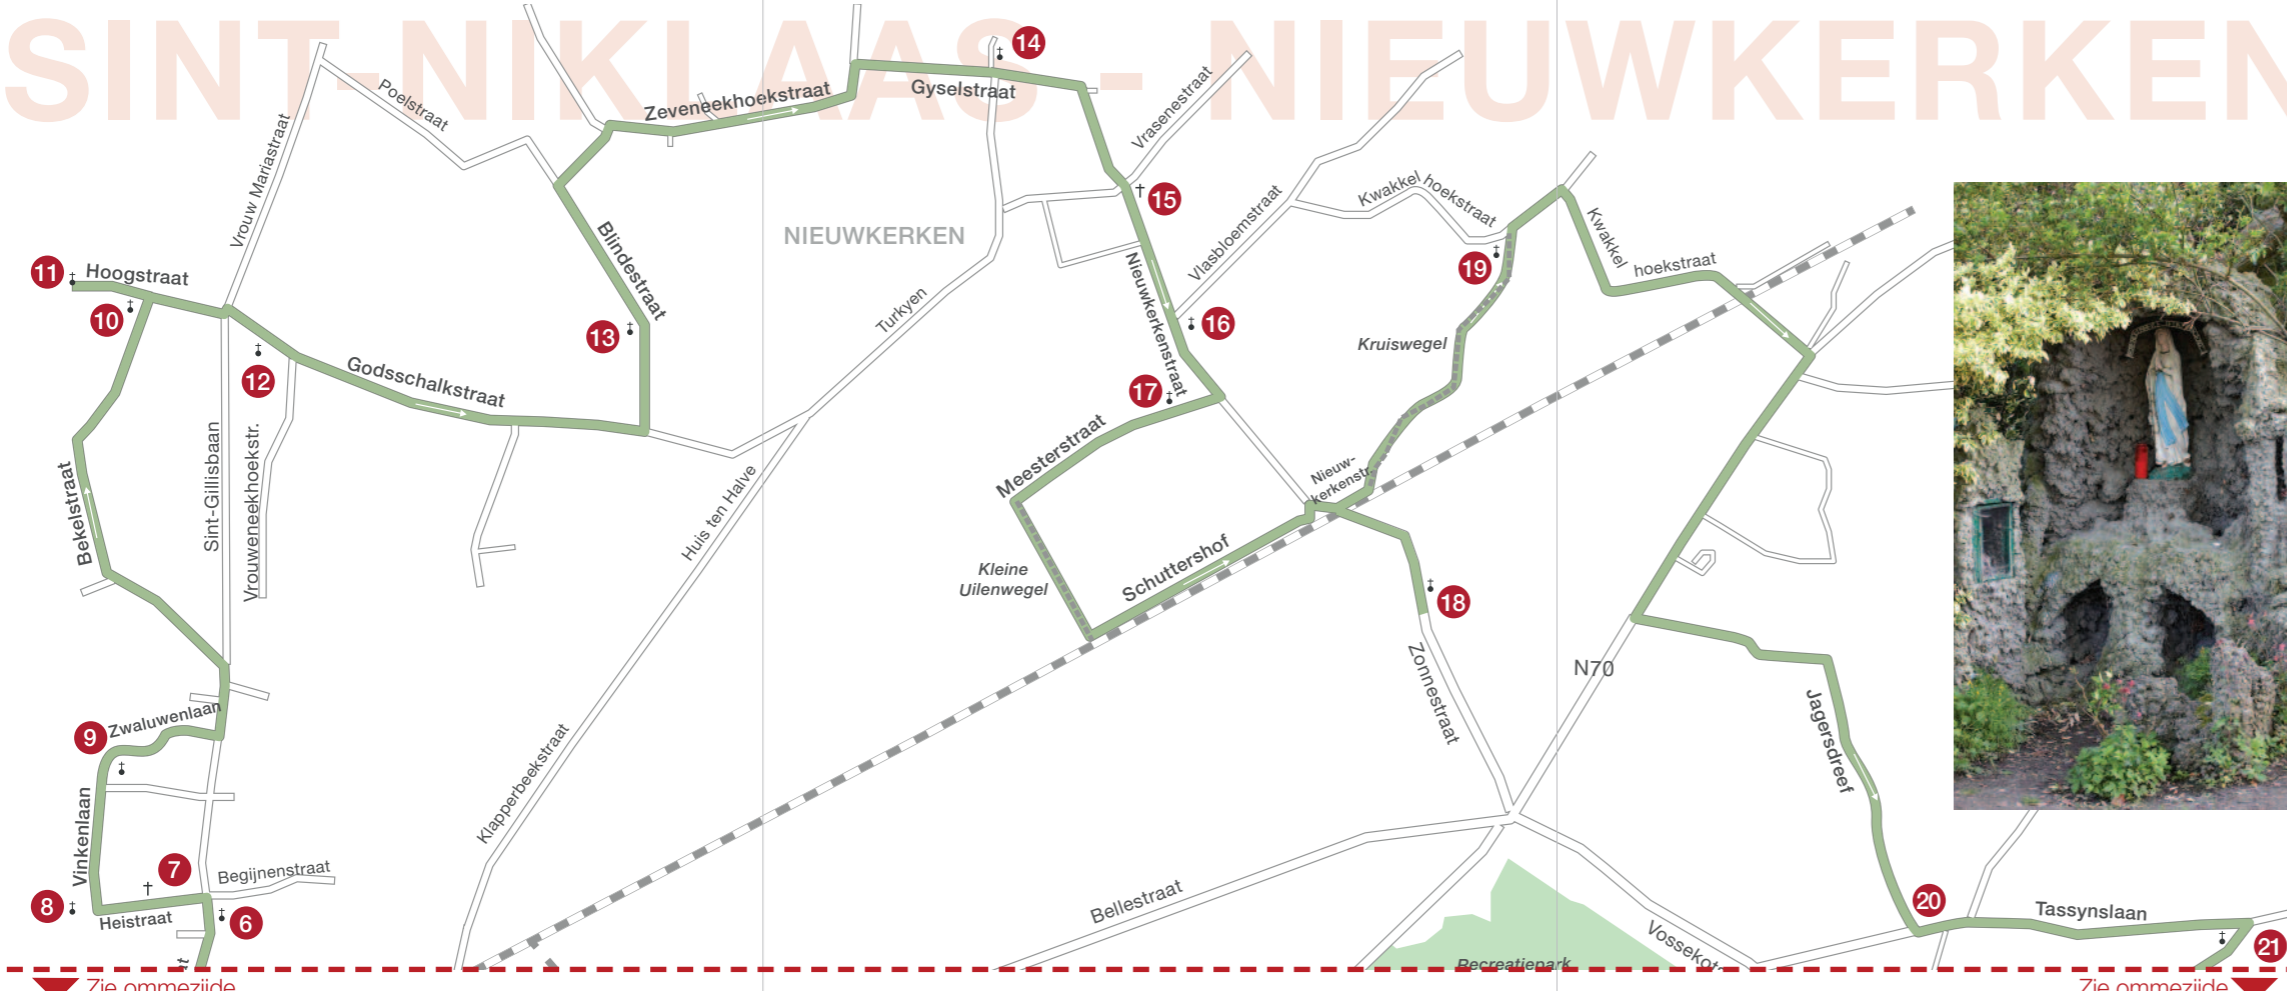 SINT-NIKLAAS - NIEUWKERKEN
14
Poelstraat
Zeveneekhoekstraat
Gyselstraat
Vrasenestraat
Vrouw Mariastraat
15
Kwakkel
hoekstraat
Blindestraat
NIEUWKERKEN
Vlasbloemstraat
Kwakkel
hoekstraat
11
Hoogstraat
10
19
Nieuwkerkenstraat
Turkyen
16
13
Kruiswegel
12
Godsschalkstraat
17
Meesterstraat
Nieuw-
kerkenstr.
Bekelstraat
Sint-Gillisbaan
Vrouweneekhoekstr.
Huis ten Halve
Kleine
Uilenwegel
Schuttershof
18
Zonnestraat
N70
Jagersdreef
9
Zwaluwenlaan
Klapperbeekstraat
Vinkenlaan
7
Begijnenstraat
8
Heistraat
6
Bellestraat
20
Tassynslaan
Vossekota
21
Recreatiepark
at
Zie ommezijde
Zie ommezijde